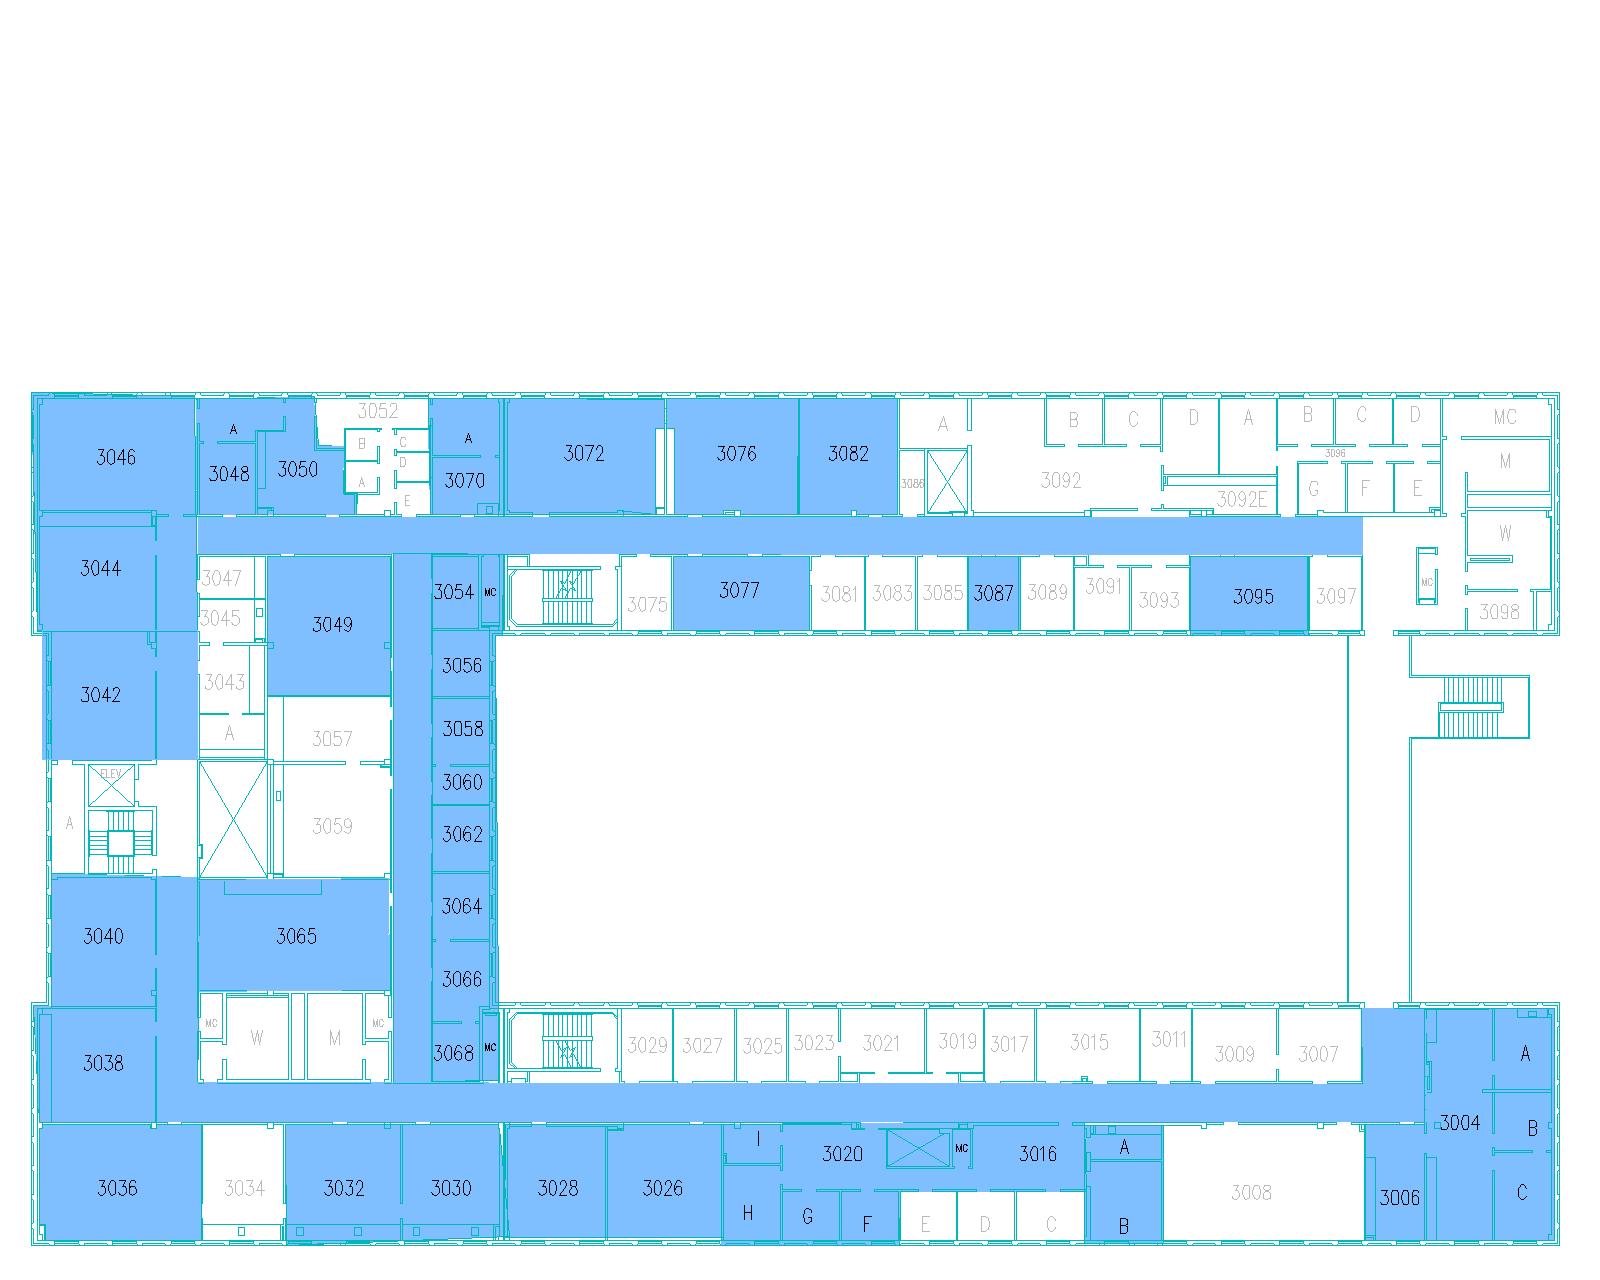 3052
A
B
C
D
A
B
C
D
MC
3046
A
3048
3050
B
C
D
A
E
A
3070
3072
3076
3082
3086
3092
3092E
3096
G
F
E
M
W
3044
3047
3045
3049
3054
MC
3075
3077
3081
3083
3085
3087
3089
3091
3093
3095
3097
MC
3098
3042
3043
A
3056
3057
3058
3060
ELEV
A
3059
3062
3064
3040
3065
3066
3038
MC
W
M
MC
3068
MC
3029
3027
3025
3023
3021
3019
3017
3015
3011
3009
3007
A
3004
B
C
3036
3034
3032
3030
3028
3026
I
H
3020
G
F
MC
3016
E
D
C
A
B
3008
3006